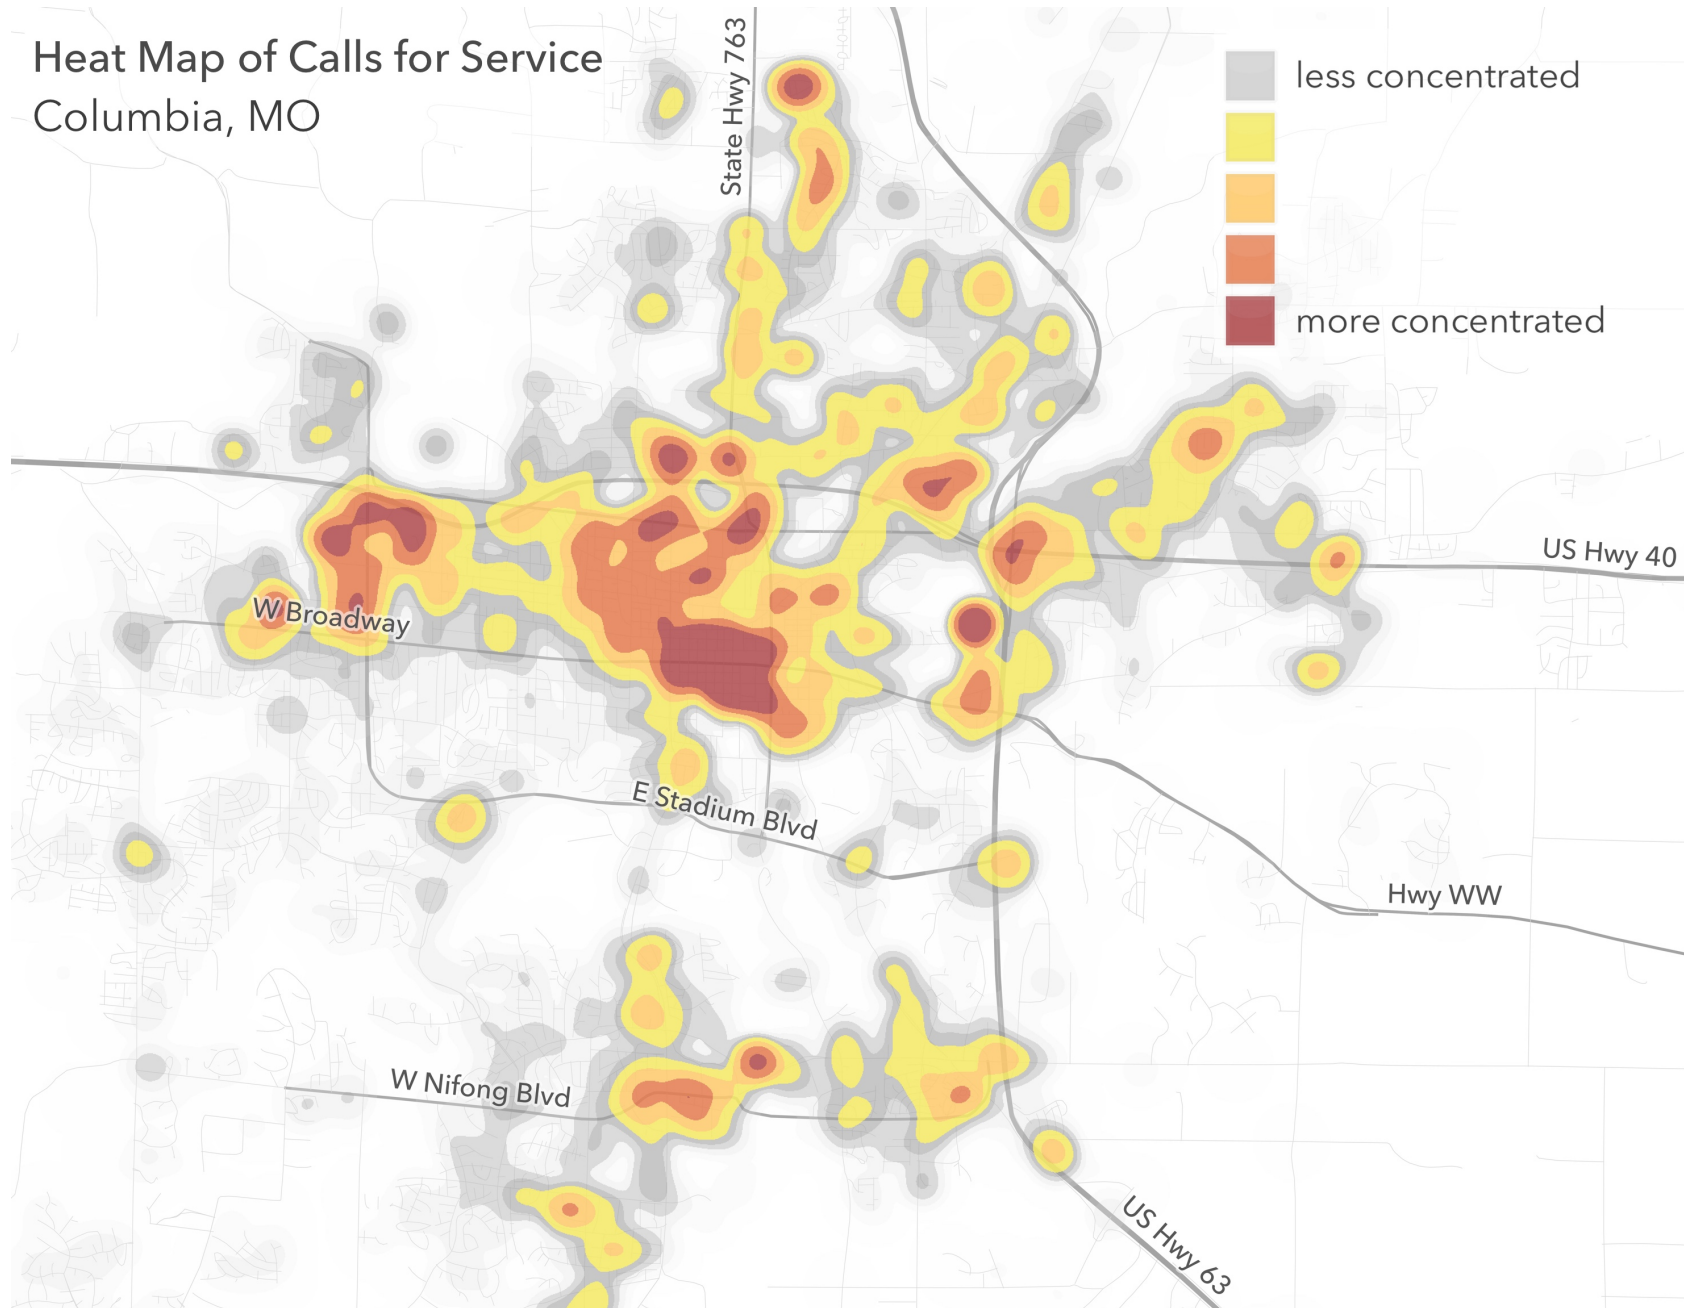 Heat Map of Calls for Service
Columbia, MO
State Hwy 763
less concentrated
more concentrated
US Hwy 40
W Broadway
E Stadium Blvd
Hwy WW
W Nifong Blvd
US Hwy 63